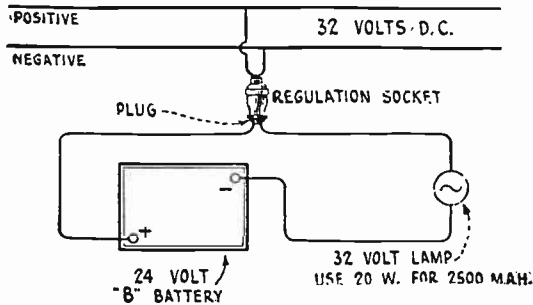 POSITIVE
32 VOLTS D.C.
NEGATIVE
REGULATION SOCKET
PLUG
-
+
32 VOLT LAMP
USE 20 W. FOR 2500 M.A.H.
24 VOLT
"B" BATTERY